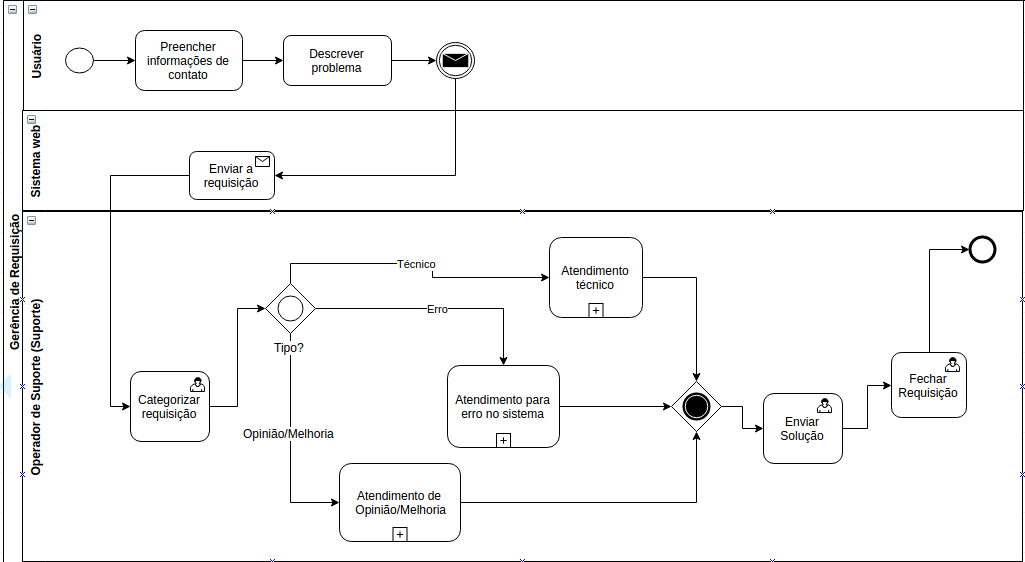 Gerência de Requisição
Usuário
Preencher
informações de
contato
Descrever
problema
Sistema web
Enviar a
requisição
Operador de Suporte (Suporte)
Categorizar
requisição
Tipo?
Técnico
Erro
Opinião/Melhoria
Atendimento
técnico
Atendimento para
erro no sistema
Atendimento de
Opinião/Melhoria
Enviar
Solução
Fechar
Requisição